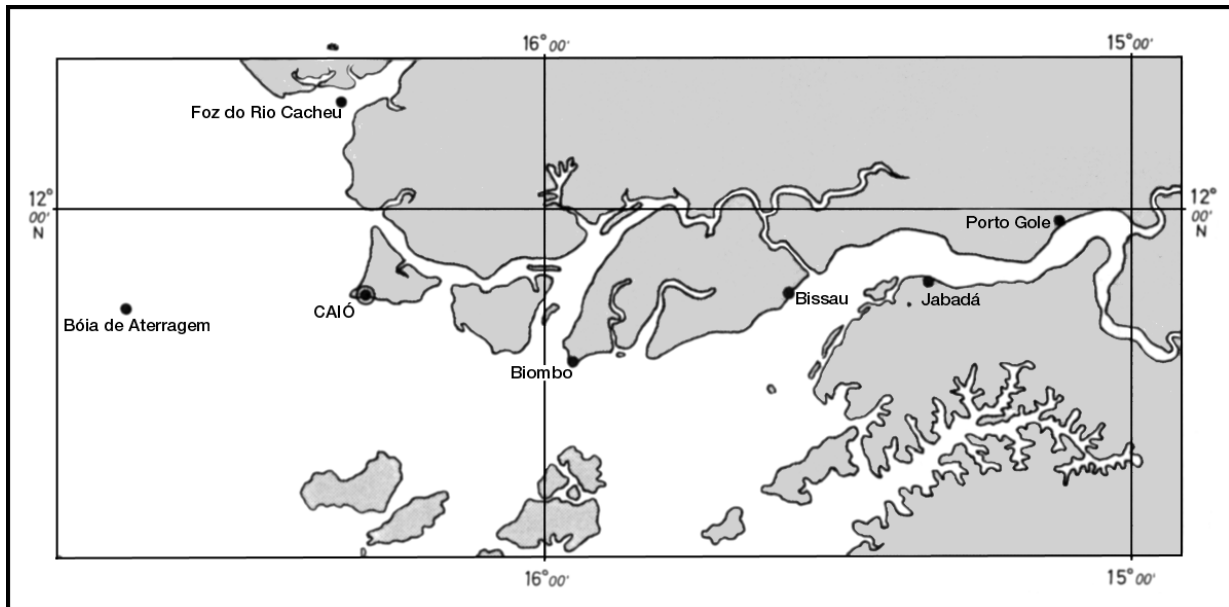 16° 00'
15° 00'
Foz do Rio Cacheu
12° 00' N
12° 00' N
Porto Gole
CAIÓ
Bissau
Jabadá
Bóia de Aterragem
Biombo
16° 00'
15° 00'